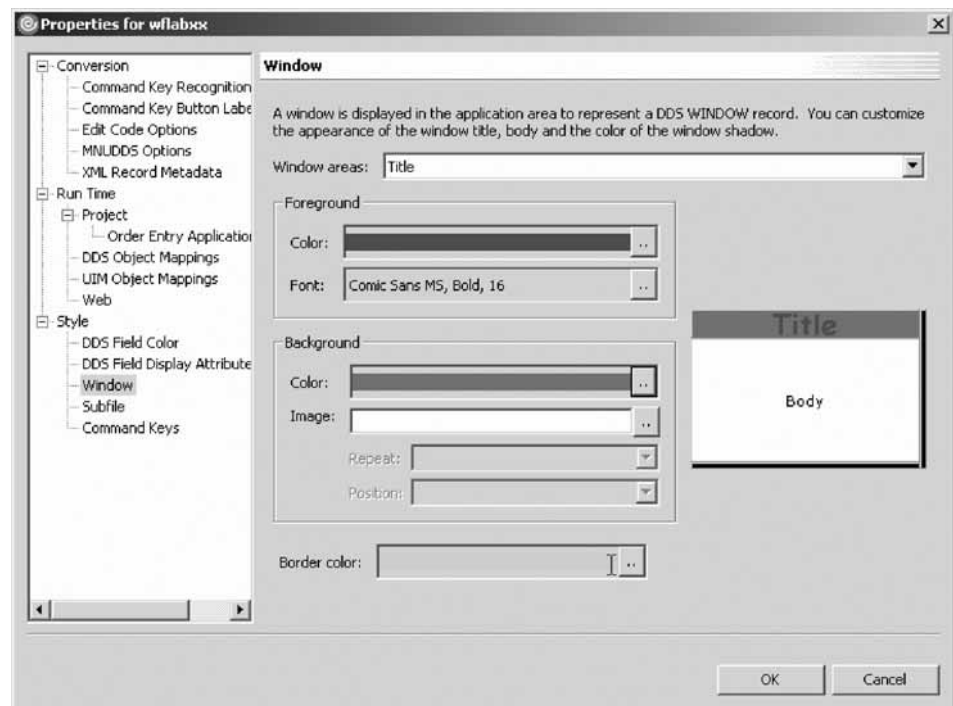 Properties for wflabxx
Conversion
Command Key Recognition
Command Key Button Labe
Edit Code Options
MNUDDS Options
XML Record Metadata
Run Time
Project
Order Entry Applicatio
DDS Object Mappings
UIM Object Mappings
Web
Style
DDS Field Color
DDS Field Display Attribute
Window
Subfile
Command Keys
Window
A window is displayed in the application area to represent a DDS WINDOW record. You can customize
the appearance of the window title, body and the color of the window shadow.
Window areas: Title
Foreground
Color: ..
Font: Comic Sans MS, Bold, 16 ..
Background
Color: ..
Image: ..
Repeat:
Position:
Border color: ..
Title
Body
OK Cancel